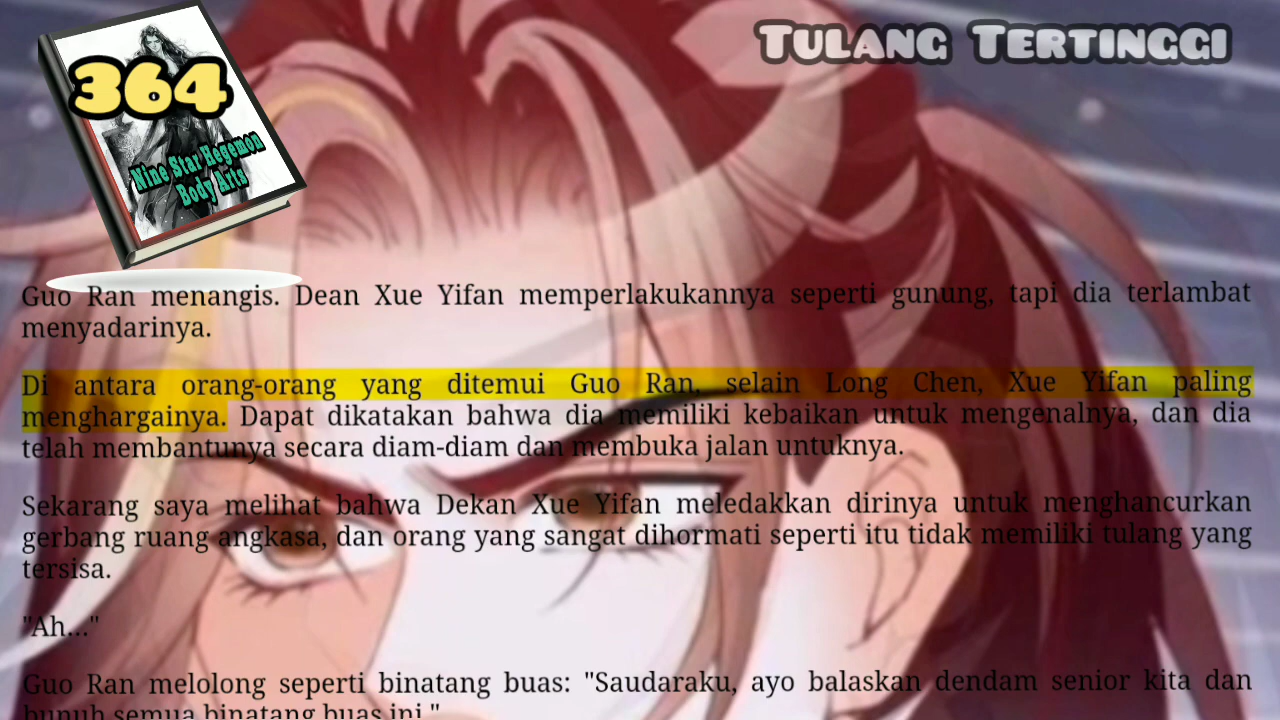 Tulang Tertinggi
364
Nine Star Hegemon
Body Arts
Guo Ran menangis. Dean Xue Yifan memperlakukannya seperti gunung, tapi dia terlambat
menyadarinya.
Di antara orang-orang yang ditemui Guo Ran, selain Long Chen, Xue Yifan paling
menghargainya. Dapat dikatakan bahwa dia memiliki kebaikan untuk mengenalnya, dan dia
telah membantunya secara diam-diam dan membuka jalan untuknya.
Sekarang saya melihat bahwa Dekan Xue Yifan meledakkan dirinya untuk menghancurkan
gerbang ruang angkasa, dan orang yang sangat dihormati seperti itu tidak memiliki tulang yang
tersisa.
"Ah..."
Guo Ran melolong seperti binatang buas: "Saudaraku, ayo balaskan dendam senior kita dan
bunuh semua binatang buas ini."